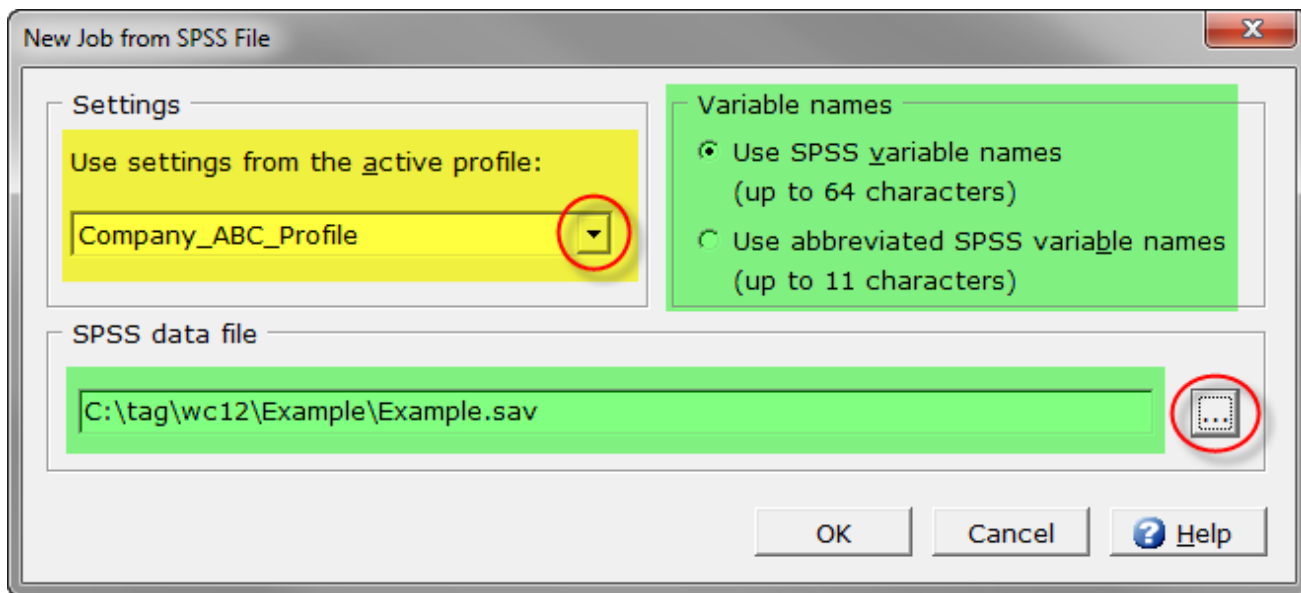 New Job from SPSS File
Settings
Use settings from the active profile:
Company_ABC_Profile
Variable names
Use SPSS variable names
(up to 64 characters)
Use abbreviated SPSS variable names
(up to 11 characters)
SPSS data file
C:\tag\wc12\Example\Example.sav
...
OK
Cancel
Help